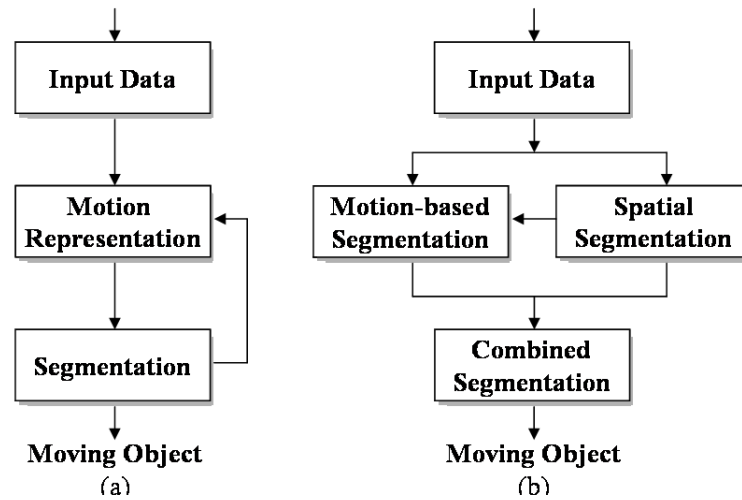 Input Data
Motion
Representation
Segmentation
Moving Object
(a)
Input Data
Motion-based
Segmentation
Spatial
Segmentation
Combined
Segmentation
Moving Object
(b)